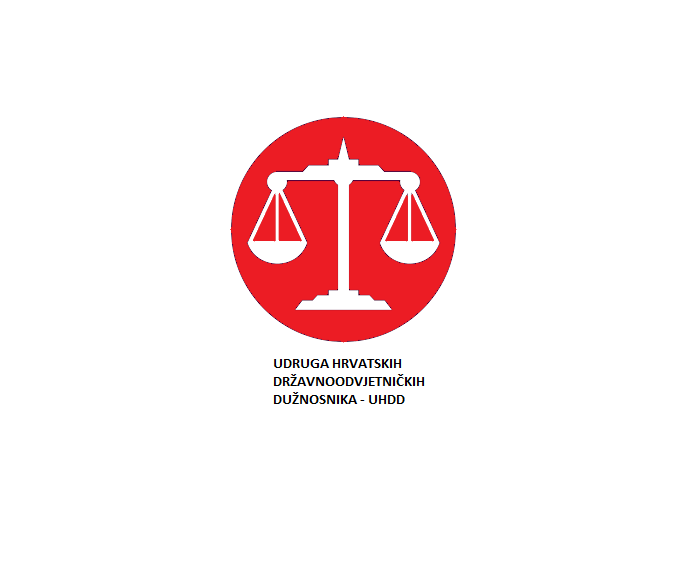 UDRUGA HRVATSKIH
DRŽAVNOODVJETNIČKIH
DUŽNOSNIKA - UHDD